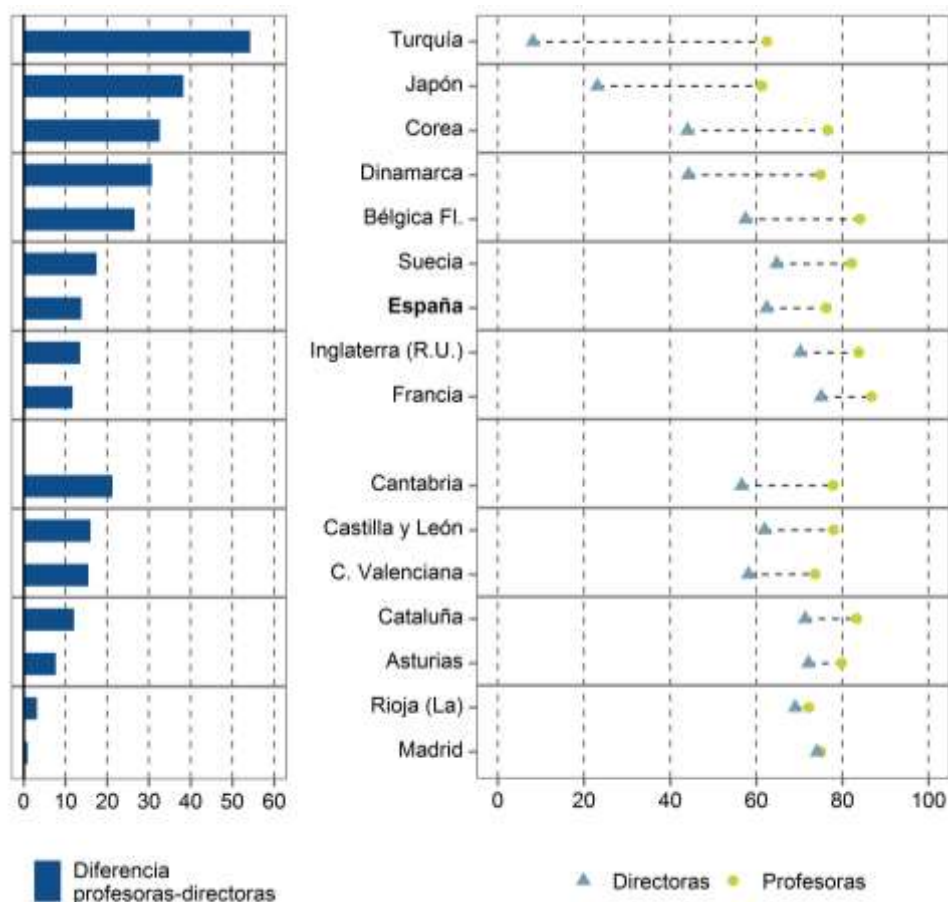 Turquía
Japón
Corea
Dinamarca
Bélgica Fl.
Suecia
España
Inglaterra (R.U.)
Francia
Cantabria
Castilla y León
C. Valenciana
Cataluña
Asturias
Rioja (La)
Madrid
0 10 20 30 40 50 60
0 20 40 60 80 100
Diferencia
profesoras-directoras
Directoras Profesoras